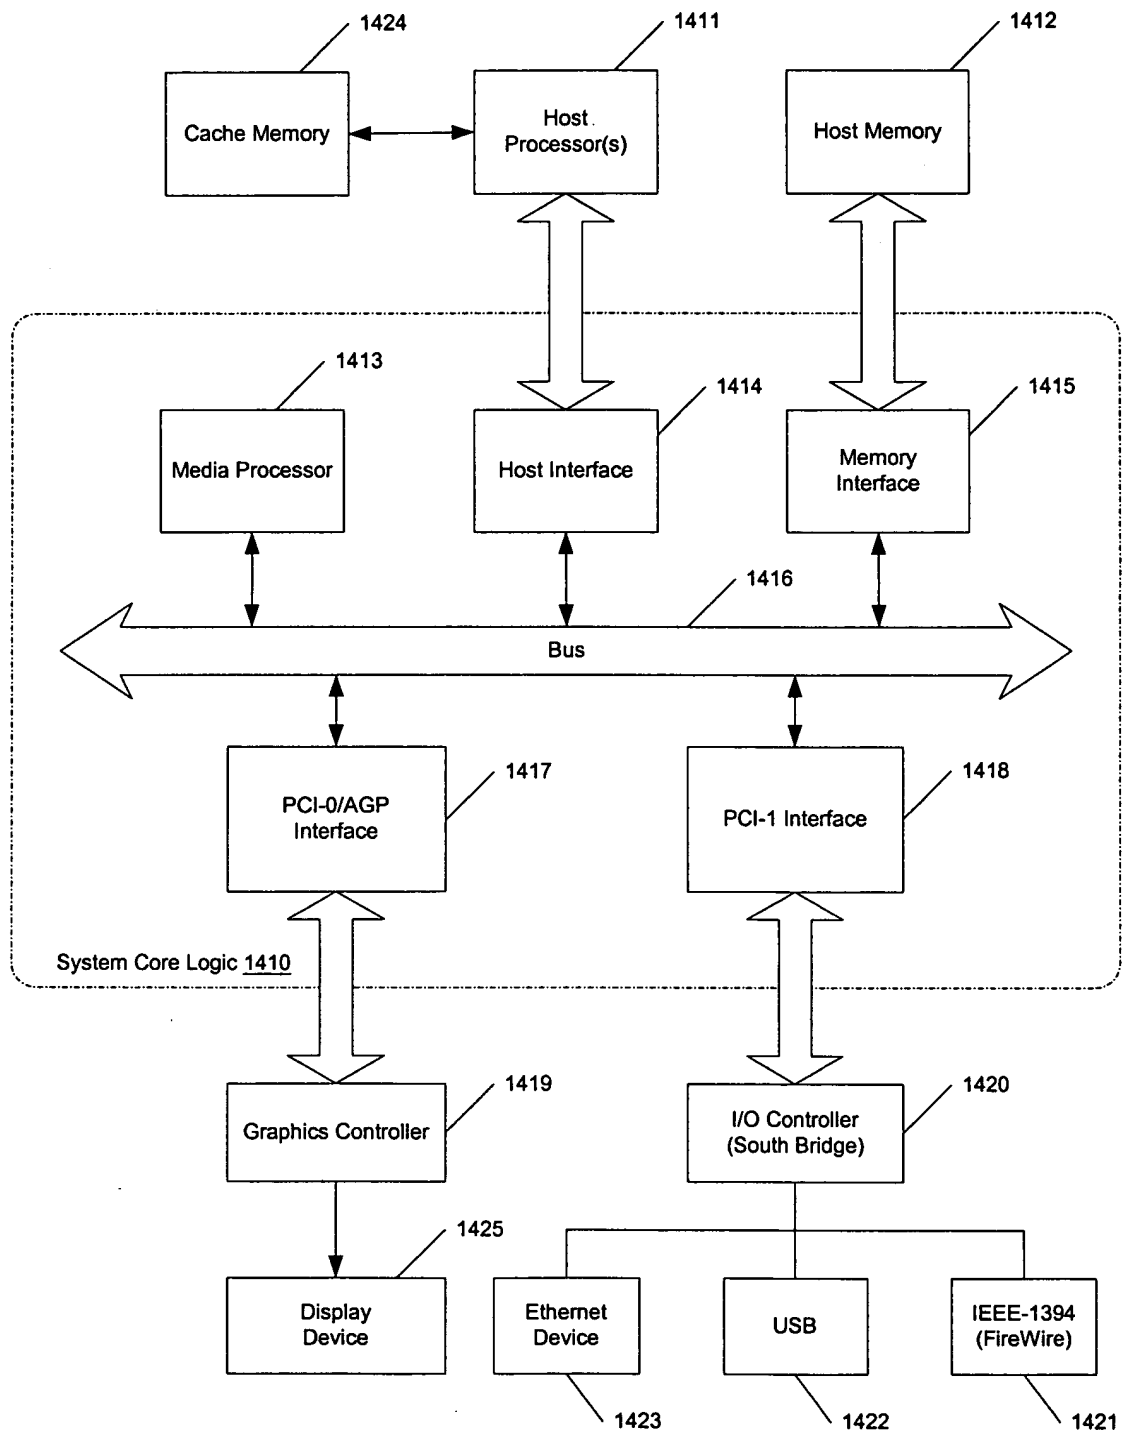 1424
1411
1412
Cache Memory
Host
Processor(s)
Host Memory
1413
1414
1415
Media Processor
Host Interface
Memory
Interface
1416
Bus
1417
1418
PCI-0/AGP
Interface
PCI-1 Interface
System Core Logic 1410
1419
1420
Graphics Controller
I/O Controller
(South Bridge)
1425
Display
Device
Ethernet
Device
USB
IEEE-1394
(FireWire)
1423
1422
1421